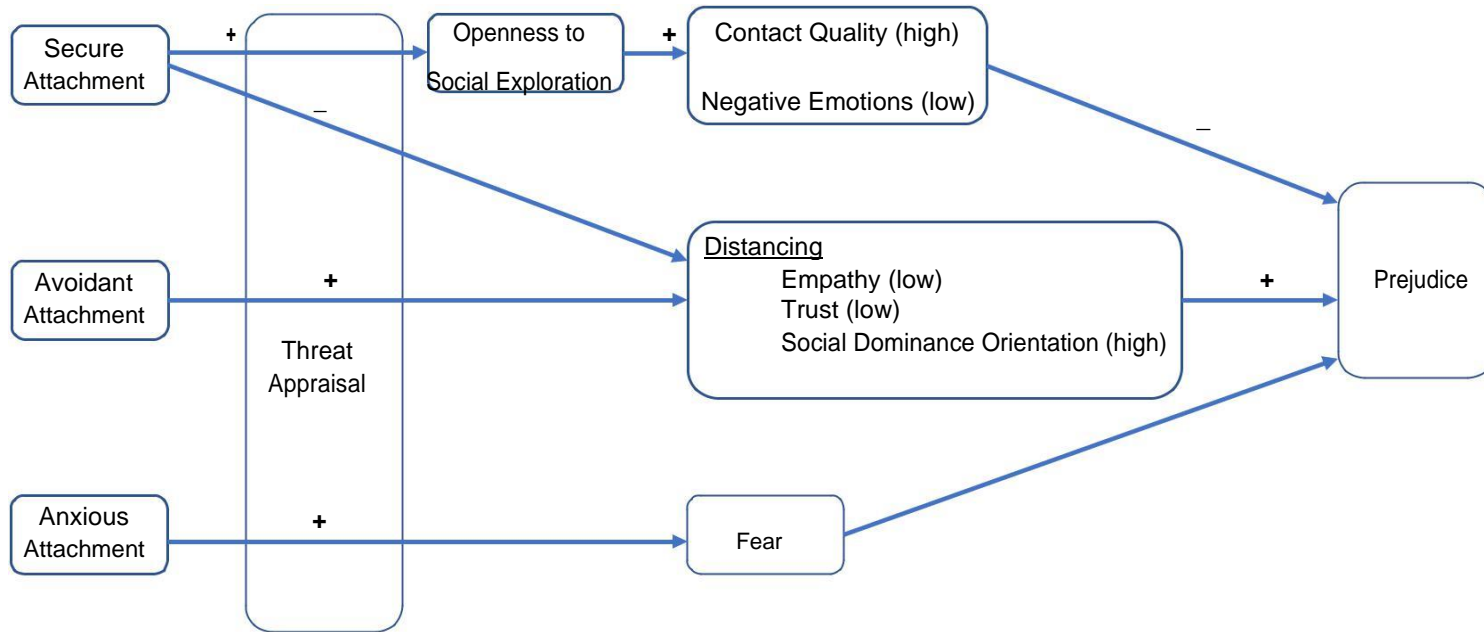 Secure
Attachment
+
Openness to
Social Exploration
+
Contact Quality (high)
Negative Emotions (low)
–
–
Avoidant
Attachment
+
Threat
Appraisal
Distancing
Empathy (low)
Trust (low)
Social Dominance Orientation (high)
+
Prejudice
Anxious
Attachment
+
Fear